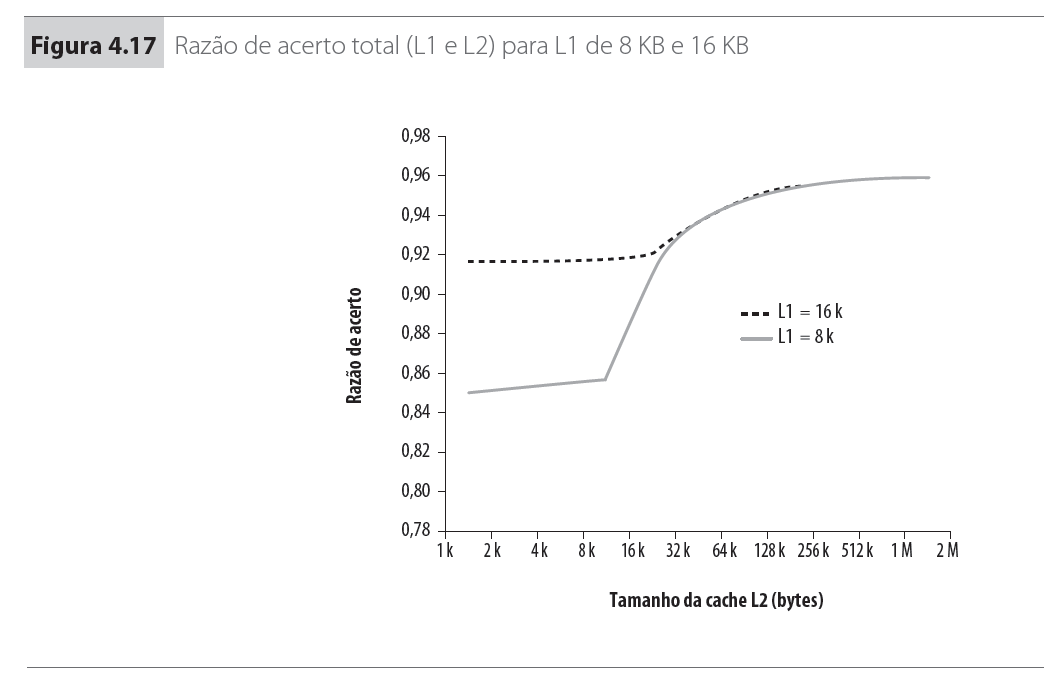 Figura 4.17 Razão de acerto total (L1 e L2) para L1 de 8 KB e 16 KB
0,98
0,96
0,94
0,92
0,90
0,88
0,86
0,84
0,82
0,80
0,78
Razão de acerto
L1 = 16 k
L1 = 8 k
1 k 2 k 4 k 8 k 16 k 32 k 64 k 128 k 256 k 512 k 1 M 2 M
Tamanho da cache L2 (bytes)